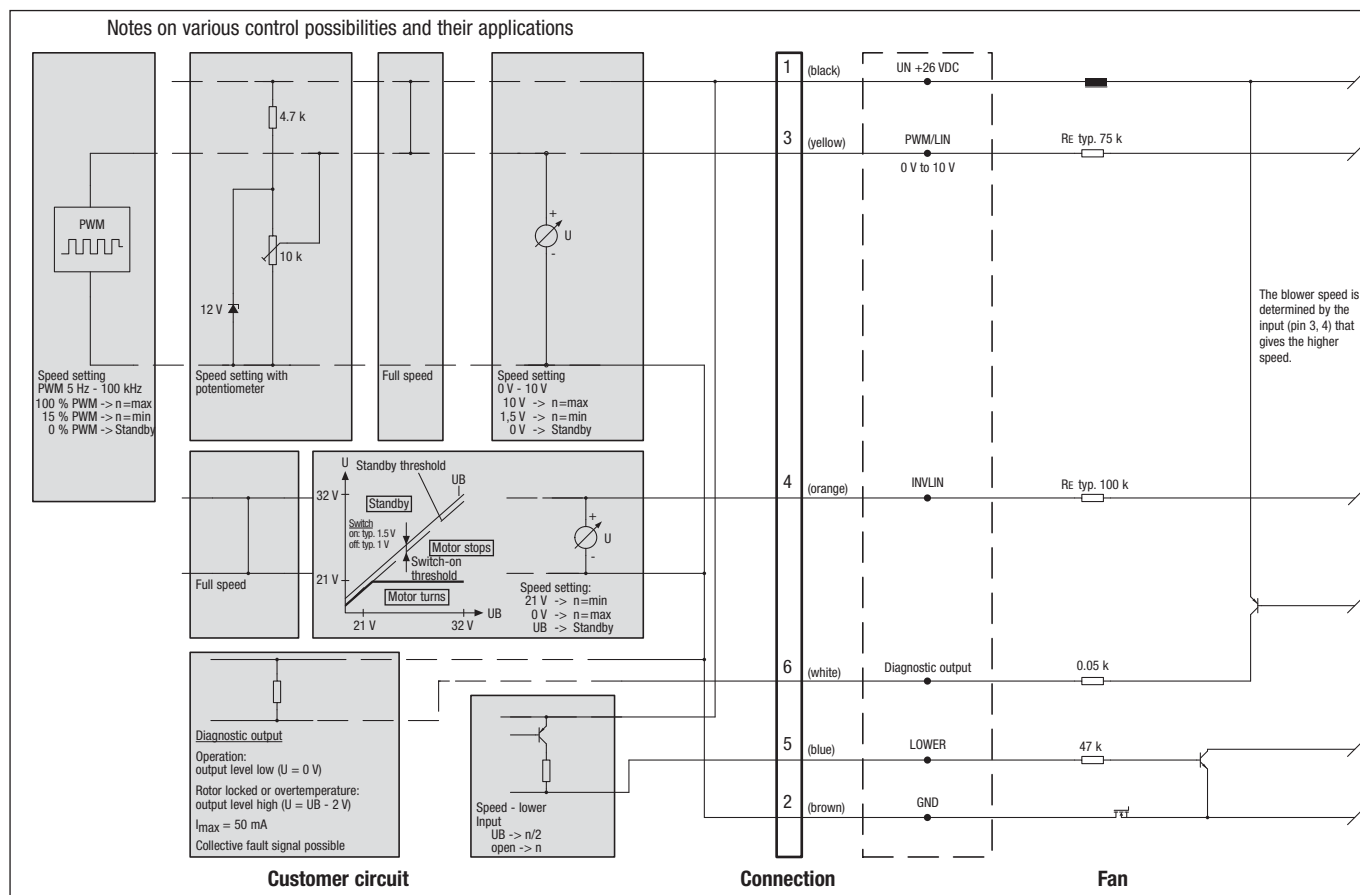 Notes on various control possibilities and their applications
PWM
Speed setting
PWM 5 Hz - 100 kHz
100 % PWM -> n=max
15 % PWM -> n=min
0 % PWM -> Standby
4.7 k
10 k
12 V
Speed setting with
potentiometer
Full speed
+
U
-
Speed setting
0 V - 10 V
10 V -> n=max
1,5 V -> n=min
0 V -> Standby
Full speed
U
Standby threshold
UB
32 V
Standby
Switch
on: typ. 1.5 V
off: typ. 1 V
Motor stops
Switch-on
threshold
21 V
Motor turns
UB
21 V
32 V
+
U
-
Speed setting:
21 V -> n=min
0 V -> n=max
UB -> Standby
Diagnostic output
Operation:
output level low (U = 0 V)
Rotor locked or overtemperature:
output level high (U = UB - 2 V)
Imax = 50 mA
Collective fault signal possible
Speed - lower
Input
UB -> n/2
open -> n
1 (black) UN +26 VDC
3 (yellow) PWM/LIN RE typ. 75 k
0 V to 10 V
The blower speed is
determined by the
input (pin 3, 4) that
gives the higher
speed.
4 (orange) INVLIN RE typ. 100 k
6 (white) Diagnostic output 0.05 k
5 (blue) LOWER 47 k
2 (brown) GND
Customer circuit
Connection
Fan